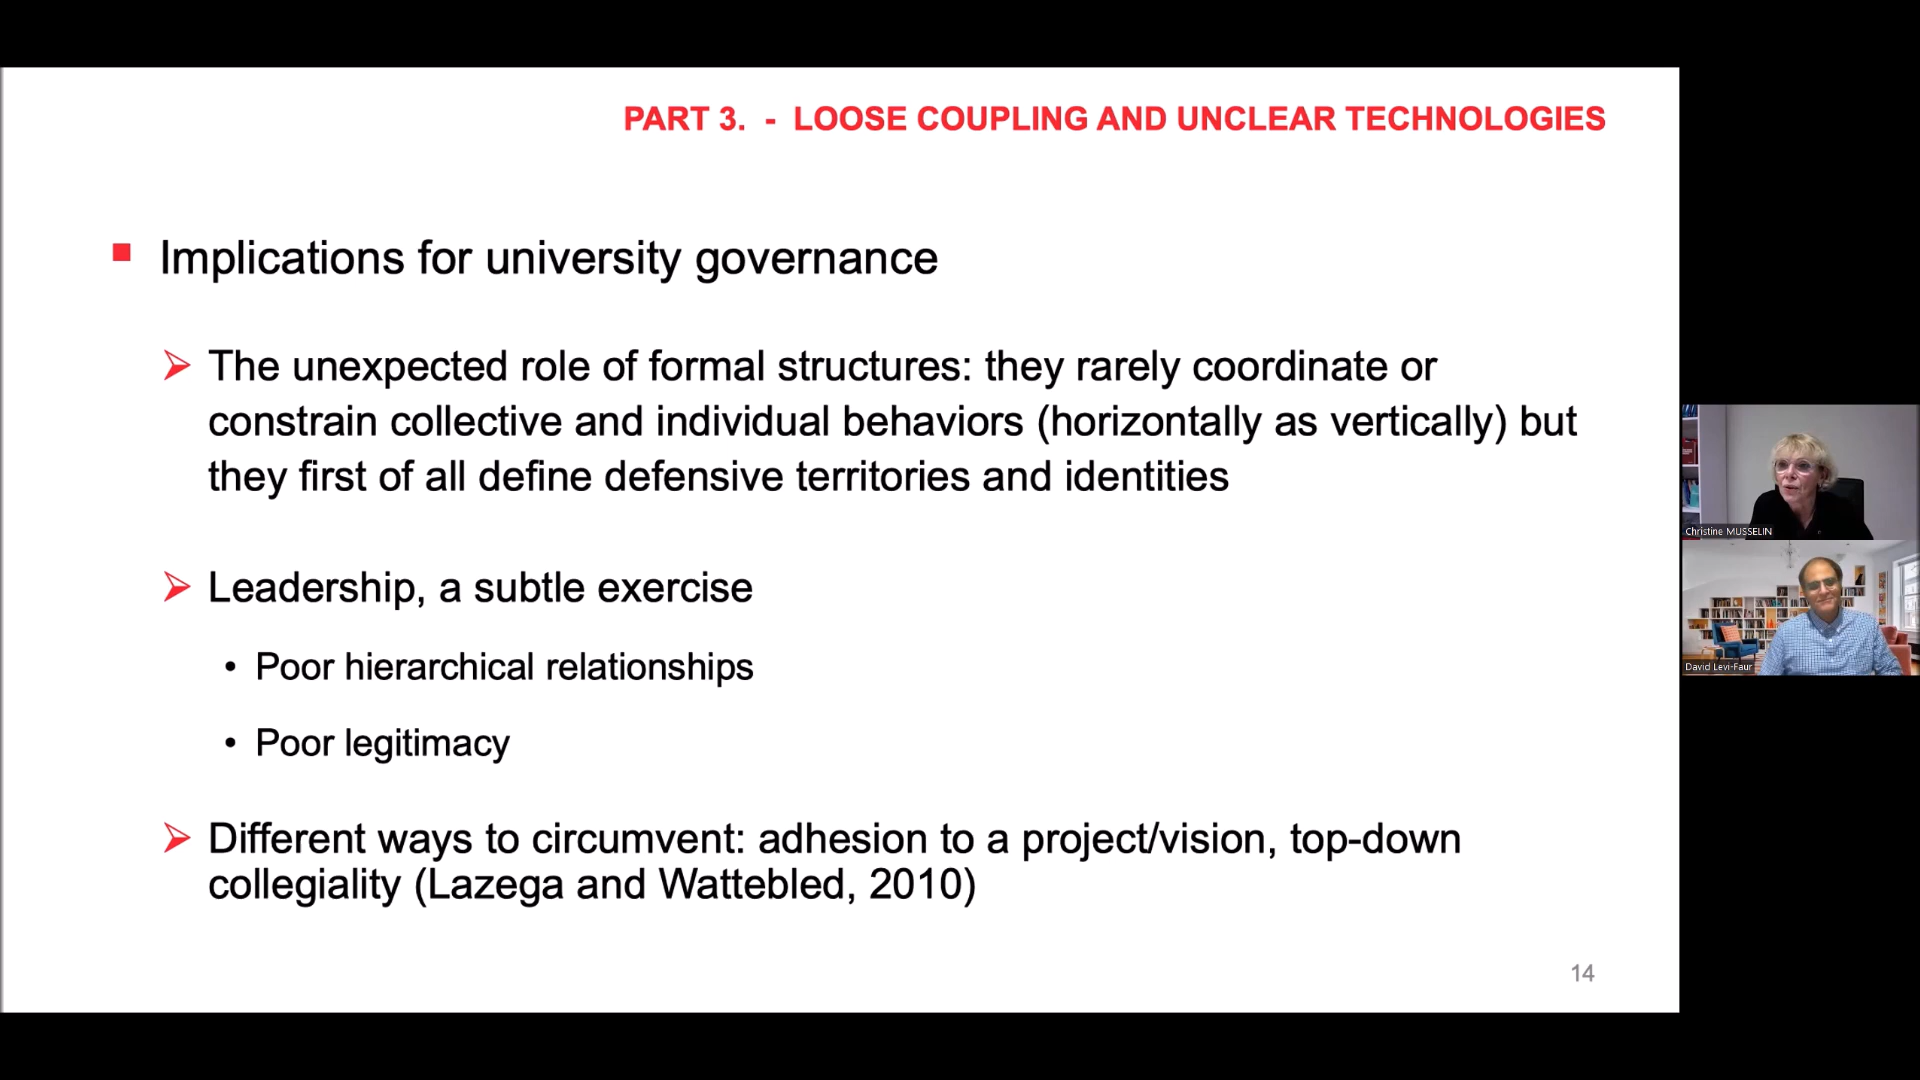 PART 3. - LOOSE COUPLING AND UNCLEAR TECHNOLOGIES
Implications for university governance
The unexpected role of formal structures: they rarely coordinate or
constrain collective and individual behaviors (horizontally as vertically) but
they first of all define defensive territories and identities
Leadership, a subtle exercise
• Poor hierarchical relationships
• Poor legitimacy
Different ways to circumvent: adhesion to a project/vision, top-down
collegiality (Lazega and Wattebled, 2010)
14
Christine MUSSELIN
David Levi-Faur